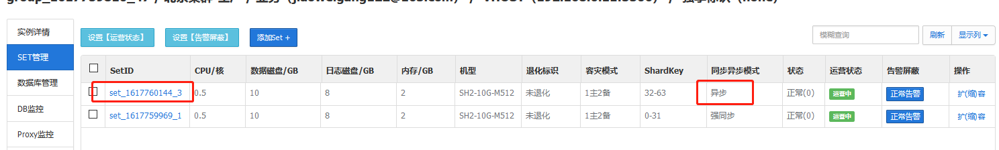 实例详情
SET管理
数据库管理
DB监控
Proxy监控
设置【运营状态】 设置【告警屏蔽】 添加Set + 模糊查询 刷新 显示列
SetID CPU/核 数据磁盘/GB 日志磁盘/GB 内存/GB 机型 退化标识 容灾模式 ShardKey 同步异步模式 状态 运营状态 告警屏蔽 操作
set_1617760144_3 0.5 10 8 2 SH2-10G-M512 未退化 1主2备 32-63 异步 正常(0) 运营中 正常告警 扩(缩)容
set_1617759969_1 0.5 10 8 2 SH2-10G-M512 未退化 1主2备 0-31 强同步 正常(0) 运营中 正常告警 扩(缩)容